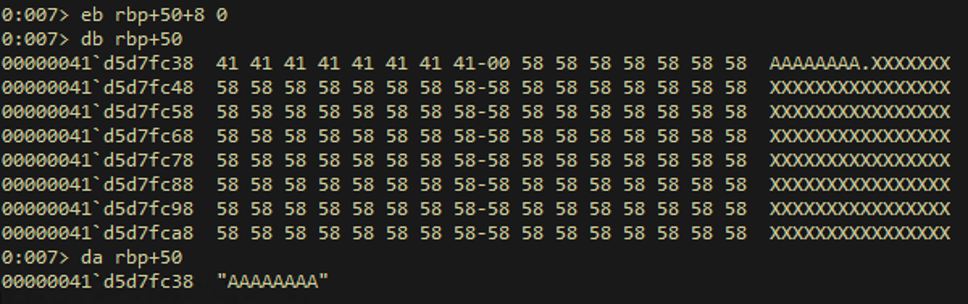 0:007> eb rbp+50+8 0
0:007> db rbp+50
00000041`d5d7fc38  41 41 41 41 41 41 41 41-00 58 58 58 58 58 58 58  AAAAAAAA.XXXXXXX
00000041`d5d7fc48  58 58 58 58 58 58 58 58-58 58 58 58 58 58 58 58  XXXXXXXXXXXXXXXX
00000041`d5d7fc58  58 58 58 58 58 58 58 58-58 58 58 58 58 58 58 58  XXXXXXXXXXXXXXXX
00000041`d5d7fc68  58 58 58 58 58 58 58 58-58 58 58 58 58 58 58 58  XXXXXXXXXXXXXXXX
00000041`d5d7fc78  58 58 58 58 58 58 58 58-58 58 58 58 58 58 58 58  XXXXXXXXXXXXXXXX
00000041`d5d7fc88  58 58 58 58 58 58 58 58-58 58 58 58 58 58 58 58  XXXXXXXXXXXXXXXX
00000041`d5d7fc98  58 58 58 58 58 58 58 58-58 58 58 58 58 58 58 58  XXXXXXXXXXXXXXXX
00000041`d5d7fca8  58 58 58 58 58 58 58 58-58 58 58 58 58 58 58 58  XXXXXXXXXXXXXXXX
0:007> da rbp+50
00000041`d5d7fc38  "AAAAAAAA"